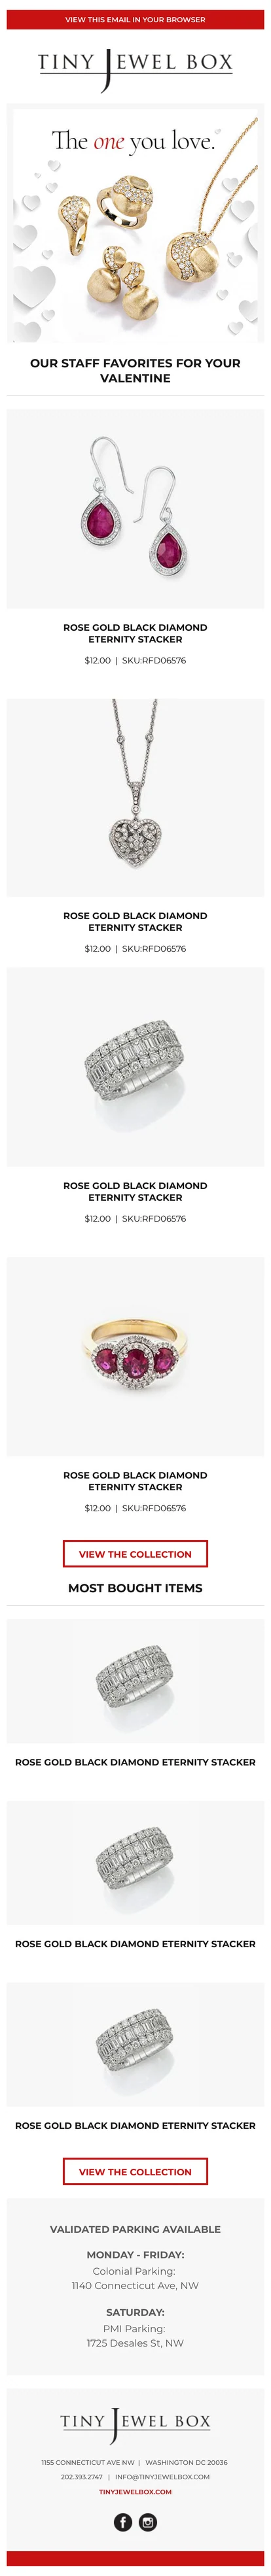 VIEW THIS EMAIL IN YOUR BROWSER
TINY JEWEL BOX
The one you love.
OUR STAFF FAVORITES FOR YOUR
VALENTINE
ROSE GOLD BLACK DIAMOND
ETERNITY STACKER
$12.00 | SKU:RFD06576
ROSE GOLD BLACK DIAMOND
ETERNITY STACKER
$12.00 | SKU:RFD06576
ROSE GOLD BLACK DIAMOND
ETERNITY STACKER
$12.00 | SKU:RFD06576
ROSE GOLD BLACK DIAMOND
ETERNITY STACKER
$12.00 | SKU:RFD06576
VIEW THE COLLECTION
MOST BOUGHT ITEMS
ROSE GOLD BLACK DIAMOND ETERNITY STACKER
ROSE GOLD BLACK DIAMOND ETERNITY STACKER
ROSE GOLD BLACK DIAMOND ETERNITY STACKER
VIEW THE COLLECTION
VALIDATED PARKING AVAILABLE
MONDAY - FRIDAY:
Colonial Parking:
1140 Connecticut Ave, NW
SATURDAY:
PMI Parking:
1725 Desales St, NW
TINY JEWEL BOX
1155 CONNECTICUT AVE NW | WASHINGTON DC 20036
202.393.2747 | INFO@TINYJEWELBOX.COM
TINYJEWELBOX.COM